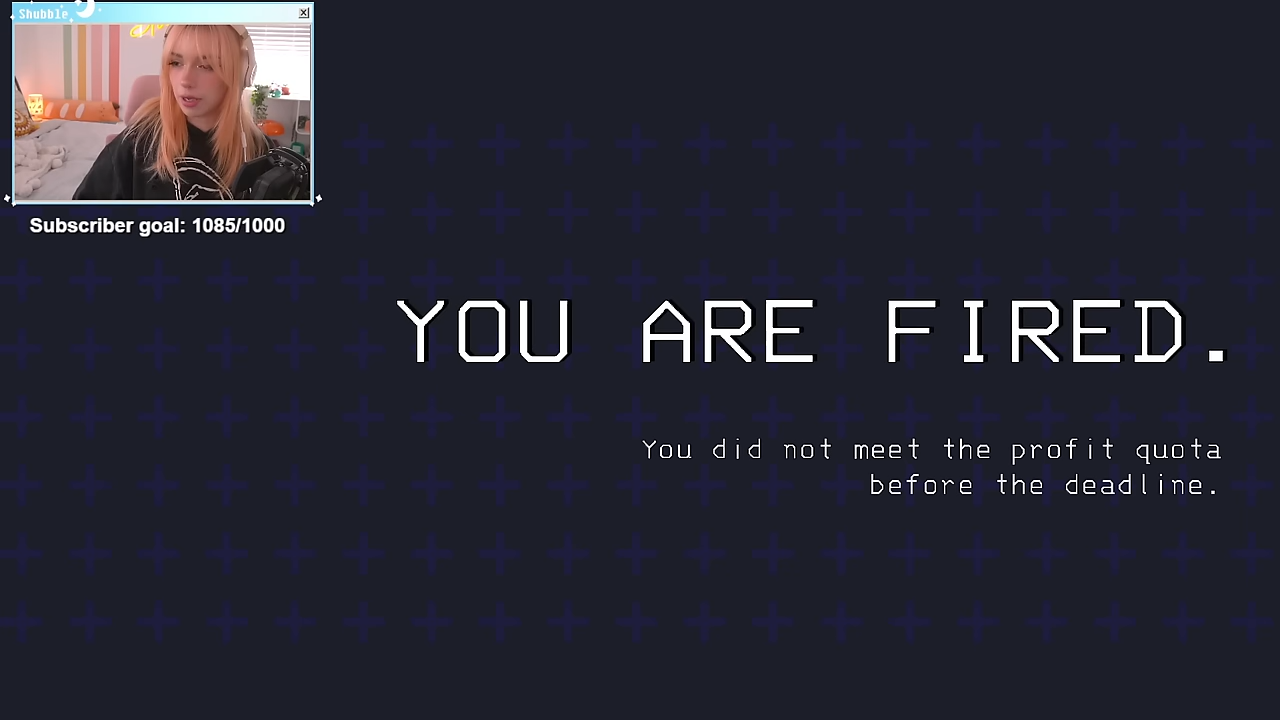 Shubble
Subscriber goal: 1085/1000
YOU ARE FIRED.
You did not meet the profit quota
before the deadline.